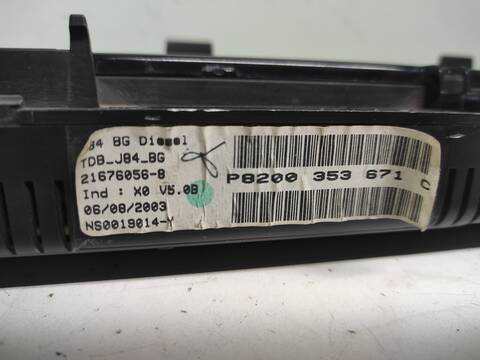 J84 BG Diesel
TDB_J84_BG
21676056-8
Ind : X0 V5.0B
06/08/2003
NS0019014-Y
P8200 353 671 C